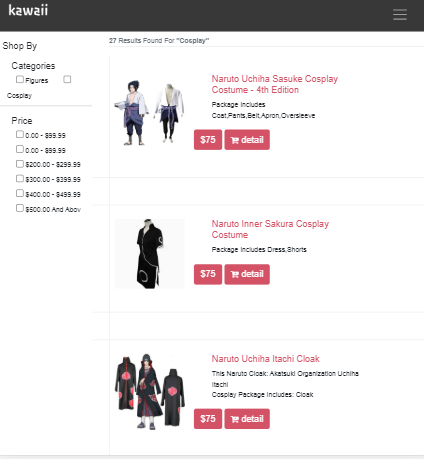 kawaii
Shop By
Categories
Figures
Cosplay
Price
0.00 - $99.99
0.00 - $99.99
$200.00 - $299.99
$300.00 - $399.99
$400.00 - $499.99
$500.00 And Abov
27 Results Found For "Cosplay"
Naruto Uchiha Sasuke Cosplay
Costume - 4th Edition
Package Includes
Coat,Pants,Belt,Apron,Oversleeve
$75 detail
Naruto Inner Sakura Cosplay
Costume
Package Includes Dress,Shorts
$75 detail
Naruto Uchiha Itachi Cloak
This Naruto Cloak: Akatsuki Organization Uchiha
Itachi
Cosplay Package Includes: Cloak
$75 detail